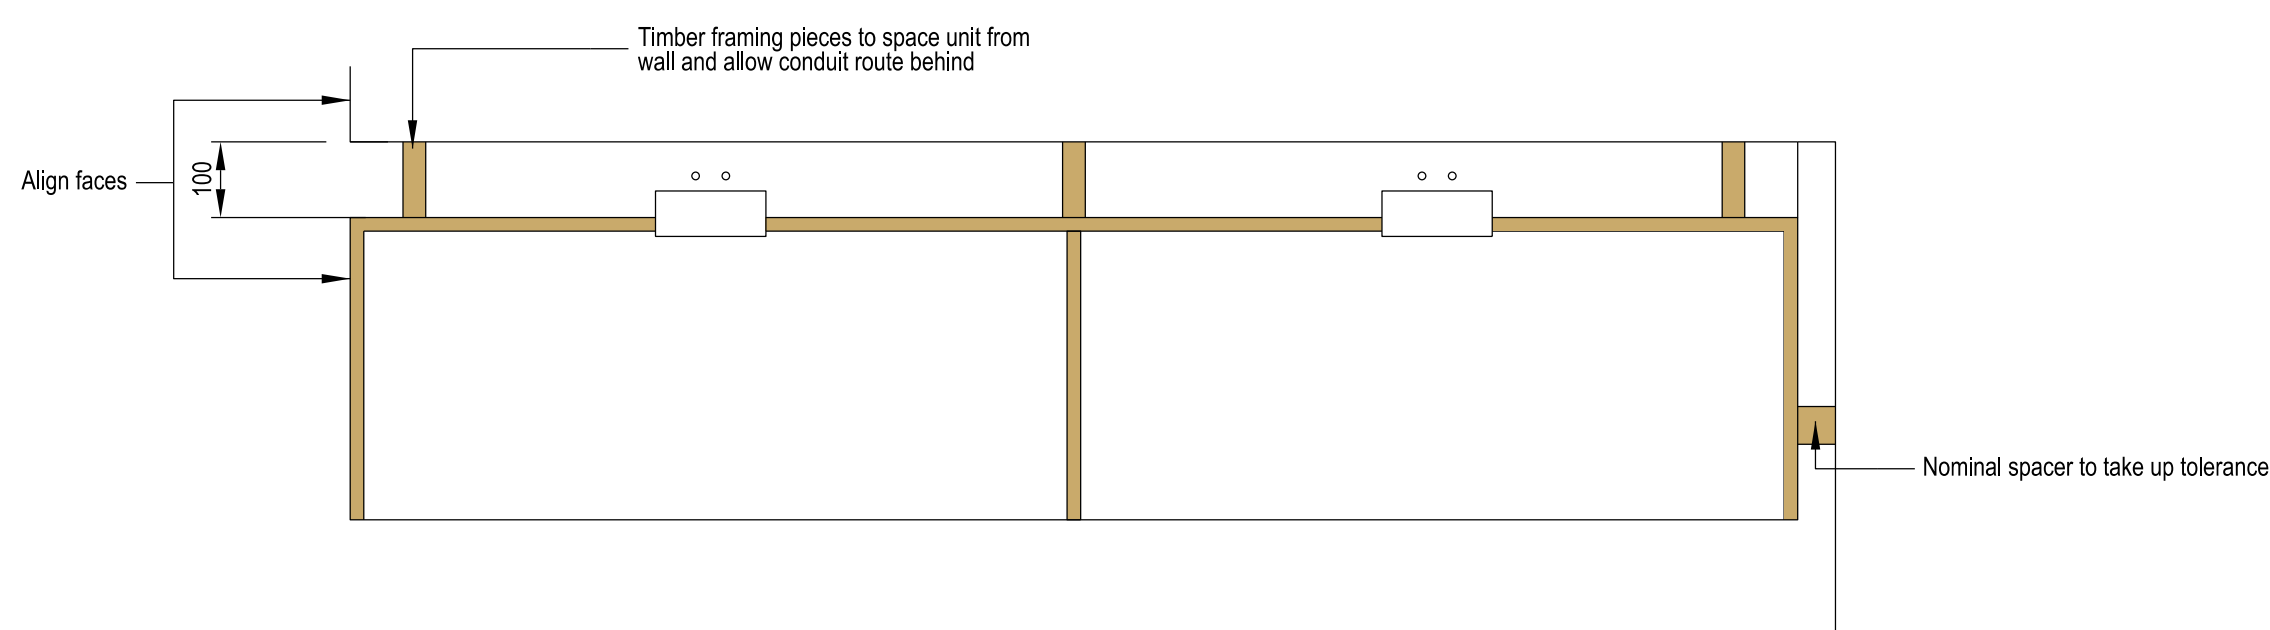 Timber framing pieces to space unit from
wall and allow conduit route behind
Align faces
100
Nominal spacer to take up tolerance